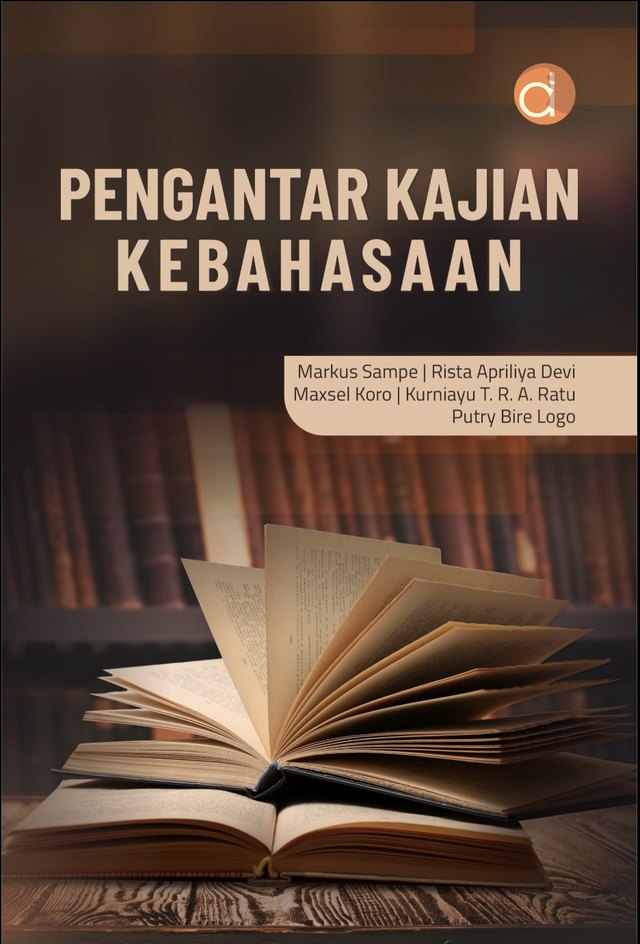 PENGANTAR KAJIAN
KEBAHASAAN
Markus Sampe | Rista Apriliya Devi
Maxsel Koro | Kurniayu T. R. A. Ratu
Putry Bire Logo